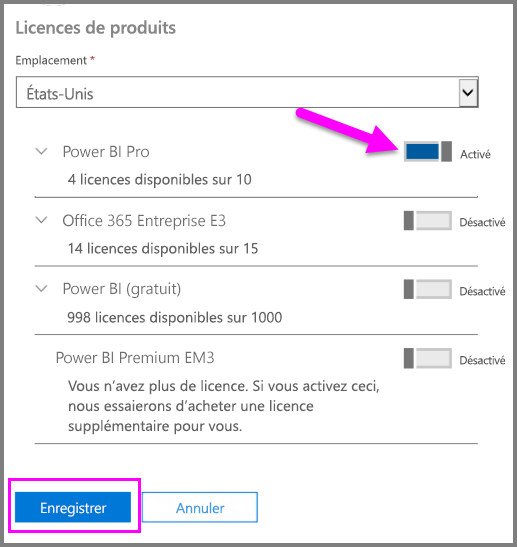 Licences de produits
Emplacement *
États-Unis
Power BI Pro
Activé
4 licences disponibles sur 10
Office 365 Entreprise E3
Désactivé
14 licences disponibles sur 15
Power BI (gratuit)
Désactivé
998 licences disponibles sur 1000
Power BI Premium EM3
Désactivé
Vous n’avez plus de licence. Si vous activez ceci,
nous essaierons d’acheter une licence
supplémentaire pour vous.
Enregistrer
Annuler